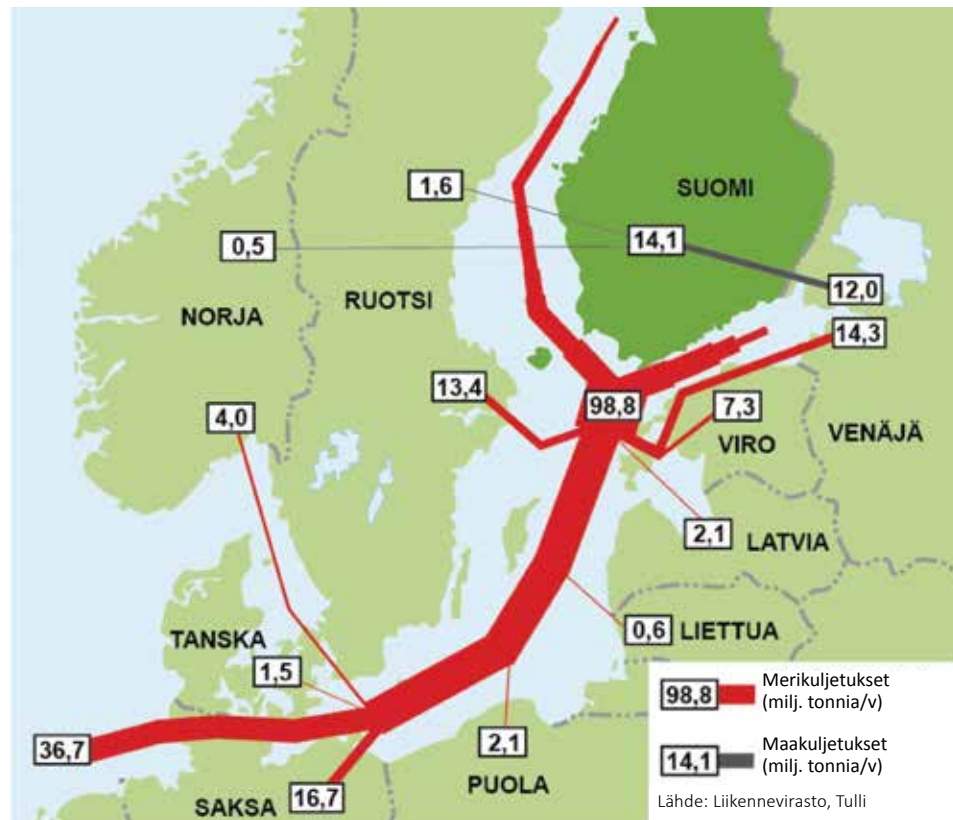 SUOMI
1,6
14,1
0,5
12,0
RUOTSI
NORJA
14,3
13,4
98,8
7,3
4,0
VIRO
VENÄJÄ
2,1
LATVIA
0,6
LIETTUA
TANSKA
1,5
36,7
2,1
PUOLA
16,7
SAKSA
98,8
Merikuljetukset
(milj. tonnia/v)
14,1
Maakuljetukset
(milj. tonnia/v)
Lähde: Liikennevirasto, Tulli